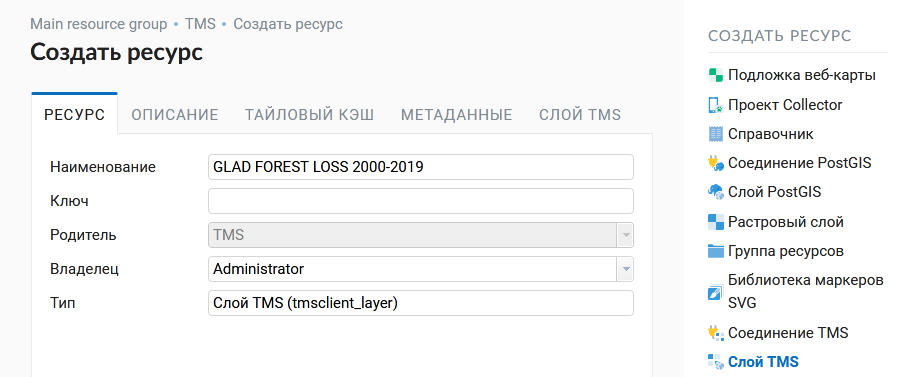 Main resource group • TMS • Создать ресурс
Создать ресурс
РЕСУРС ОПИСАНИЕ ТАЙЛОВЫЙ КЭШ МЕТАДАННЫЕ СЛОЙ TMS
Наименование GLAD FOREST LOSS 2000-2019
Ключ
Родитель TMS
Владелец Administrator
Тип Слой TMS (tmsclient_layer)
СОЗДАТЬ РЕСУРС
Подложка веб-карты
Проект Collector
Справочник
Соединение PostGIS
Слой PostGIS
Растровый слой
Группа ресурсов
Библиотека маркеров
SVG
Соединение TMS
Слой TMS